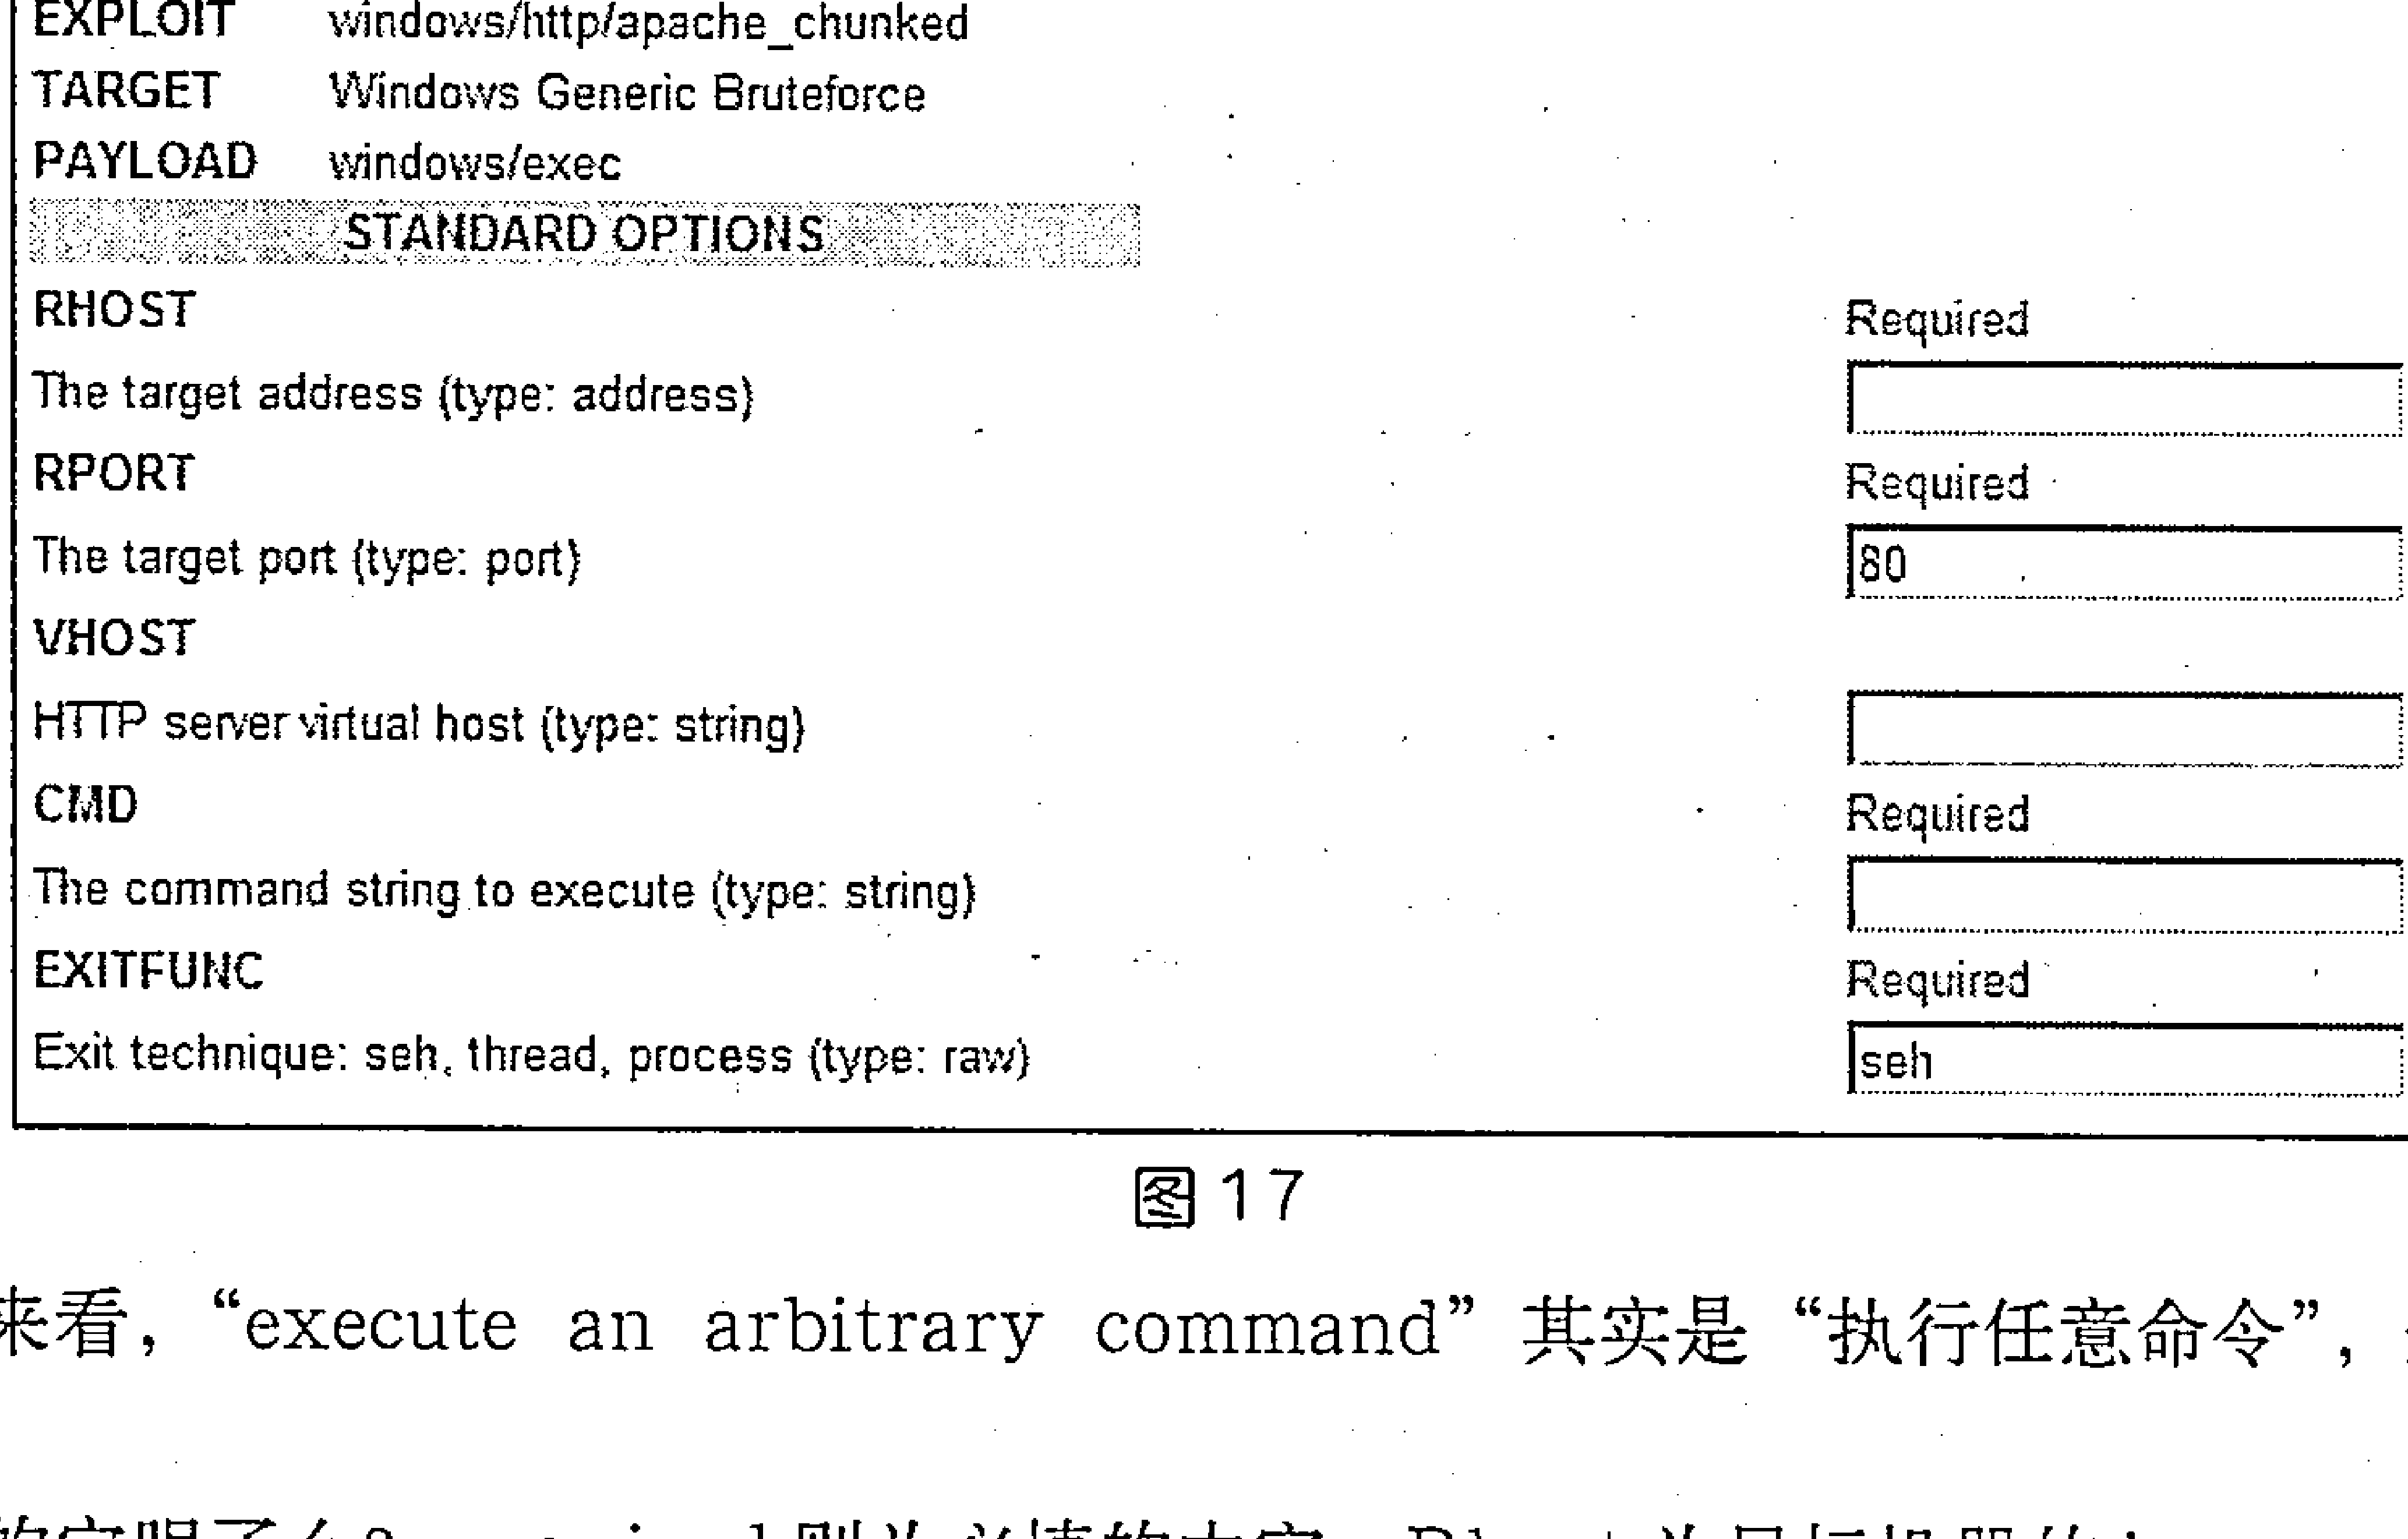 EXPLOIT windows/http/apache_chunked
TARGET Windows Generic Bruteforce
PAYLOAD windows/exec
STANDARD OPTIONS
RHOST Required
The target address (type: address)
RPORT Required
The target port (type: port) 80
VHOST
HTTP server virtual host (type: string)
CMD Required
The command string to execute (type: string)
EXITFUNC Required
Exit technique: seh, thread, process (type: raw) seh
图17
来看，“execute an arbitrary command”其实是“执行任意命令”，